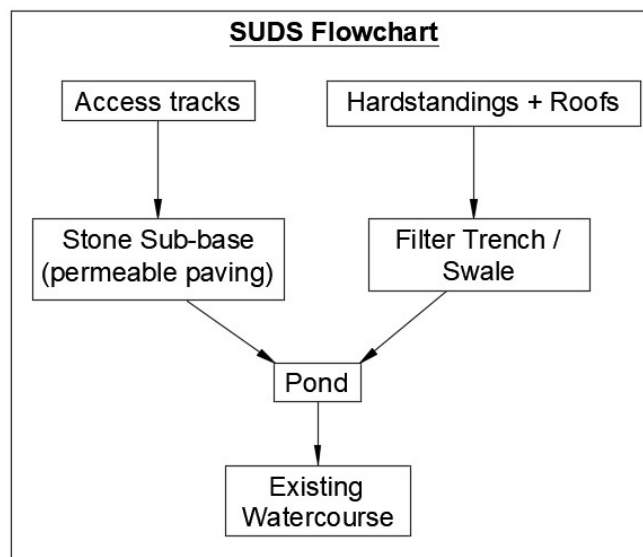 SUDS Flowchart
Access tracks
Hardstandings + Roofs
Stone Sub-base
(permeable paving)
Filter Trench /
Swale
Pond
Existing
Watercourse